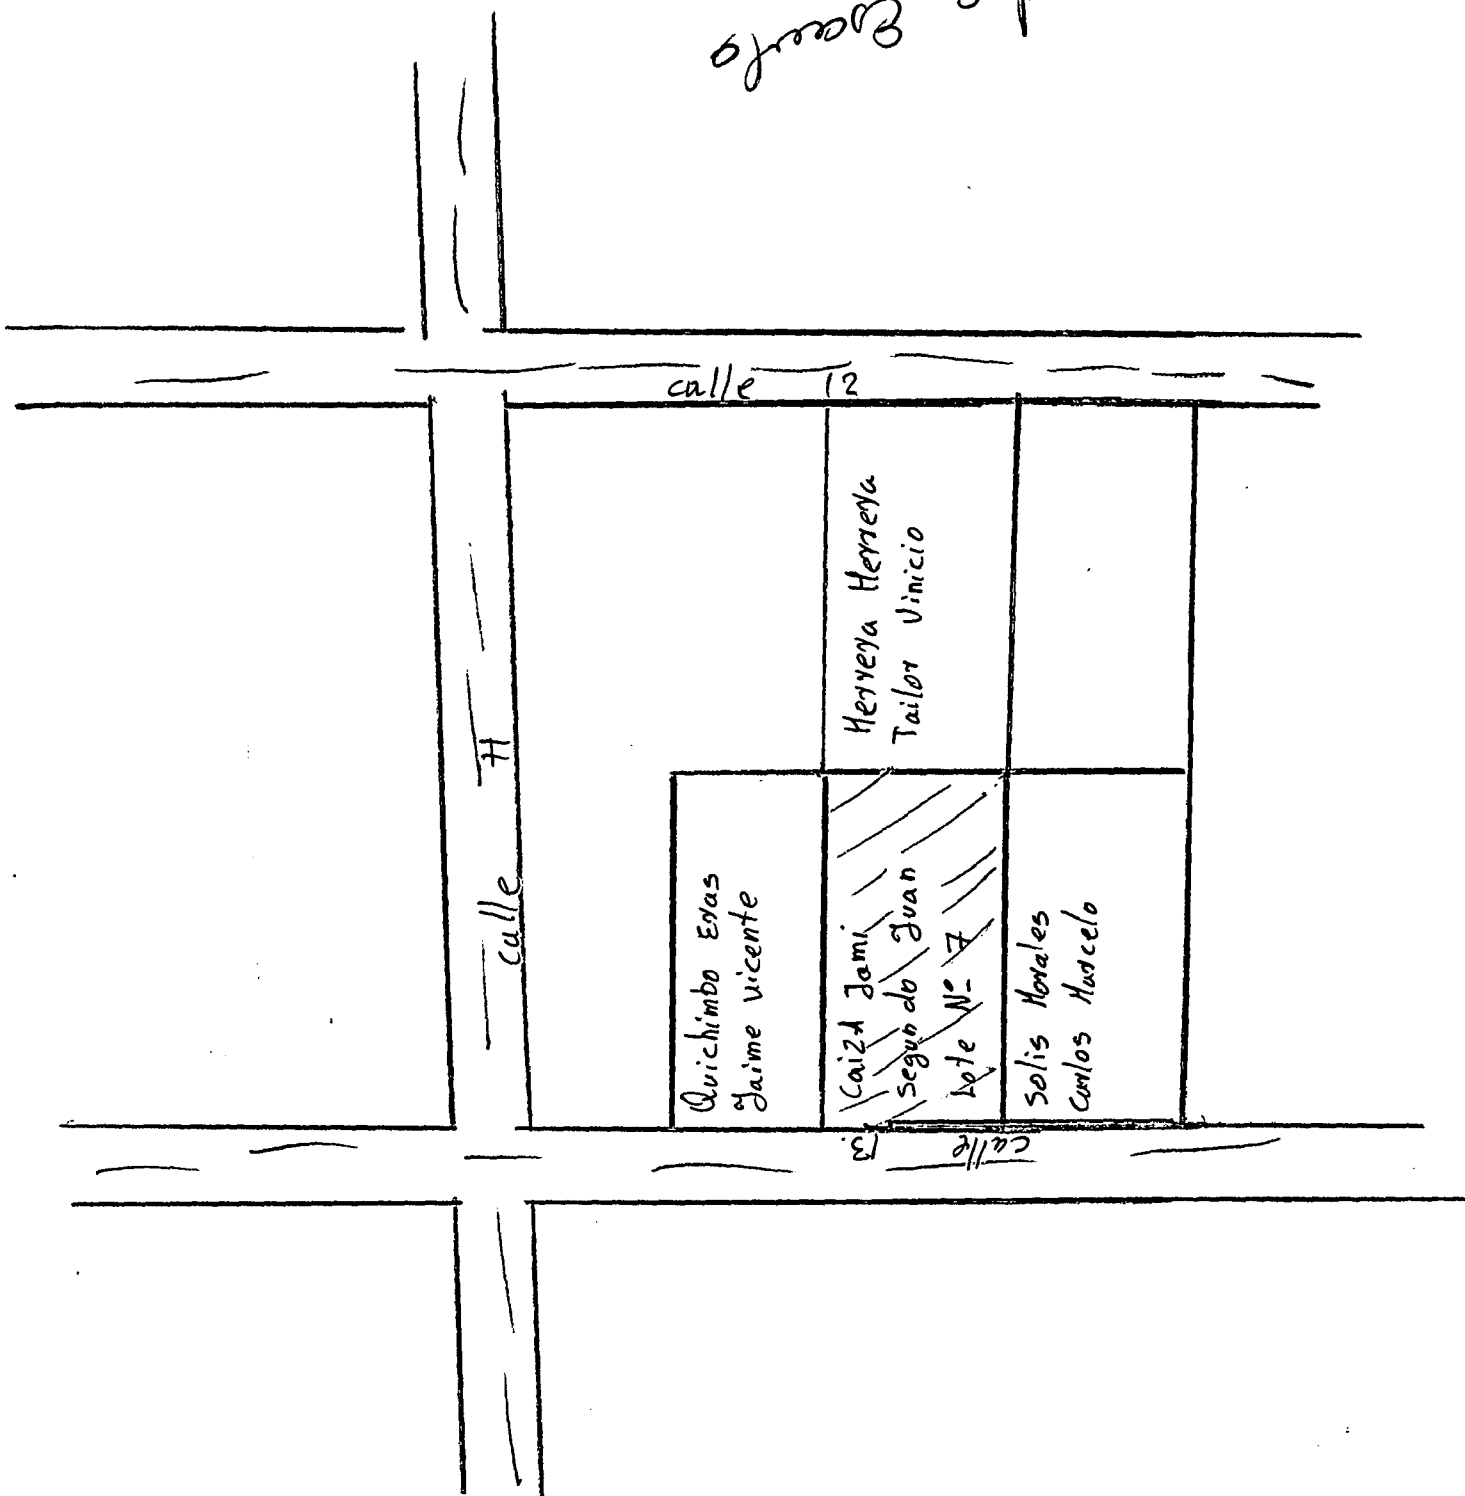 calle 12
Herrera Herrera
Tailor Vinicio
calle H
Quichimbo Eras
Jaime Vicente
Caiza Jami
Segundo Juan
Lote Nº 7
Solis Morales
Carlos Marcelo
calle 13.